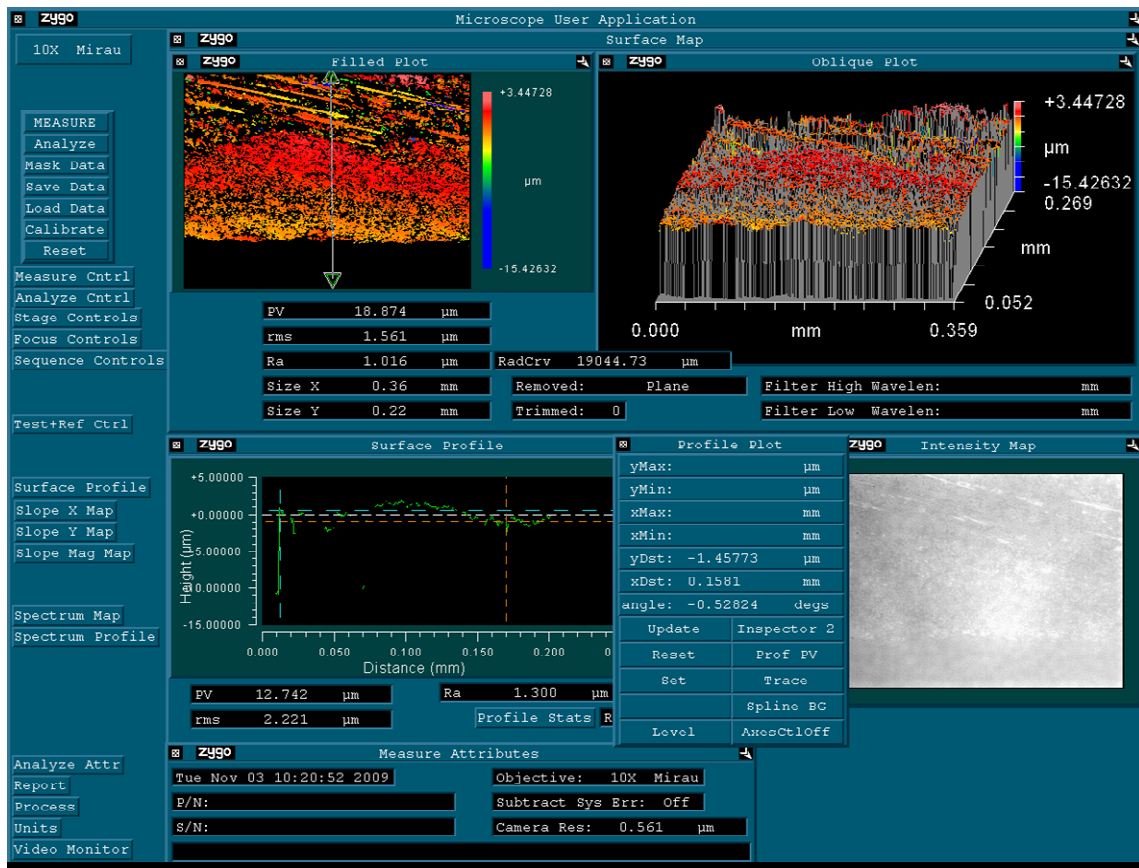 zygo Microscope User Application
10X Mirau
zygo Surface Map
zygo Filled Plot
+3.44728
µm
-15.42632
zygo Oblique Plot
+3.44728
µm
-15.42632
0.269
mm
0.052
0.000 mm 0.359
MEASURE
Analyze
Mask Data
Save Data
Load Data
Calibrate
Reset
Measure Cntrl
Analyze Cntrl
Stage Controls
Focus Controls
Sequence Controls
Test+Ref Ctrl
Surface Profile
Slope X Map
Slope Y Map
Slope Mag Map
Spectrum Map
Spectrum Profile
Analyze Attr
Report
Process
Units
Video Monitor
PV 18.874 µm
rms 1.561 µm
Ra 1.016 µm RadCrv 19044.73 µm
Size X 0.36 mm Removed: Plane Filter High Wavelen: mm
Size Y 0.22 mm Trimmed: 0 Filter Low Wavelen: mm
zygo Surface Profile
+5.00000
+0.00000
-5.00000
-15.00000
Height (µm)
0.000 0.050 0.100 0.150 0.200 0
Distance (mm)
PV 12.742 µm Ra 1.300 µm
rms 2.221 µm Profile Stats R
Profile Plot
yMax: µm
yMin: µm
xMax: mm
xMin: mm
yDst: -1.45773 µm
xDst: 0.1581 mm
angle: -0.52824 degs
Update Inspector 2
Reset Prof PV
Set Trace
Spline BG
Level AxesCtlOff
zygo Intensity Map
zygo Measure Attributes
Tue Nov 03 10:20:52 2009 Objective: 10X Mirau
P/N: Subtract Sys Err: Off
S/N: Camera Res: 0.561 µm